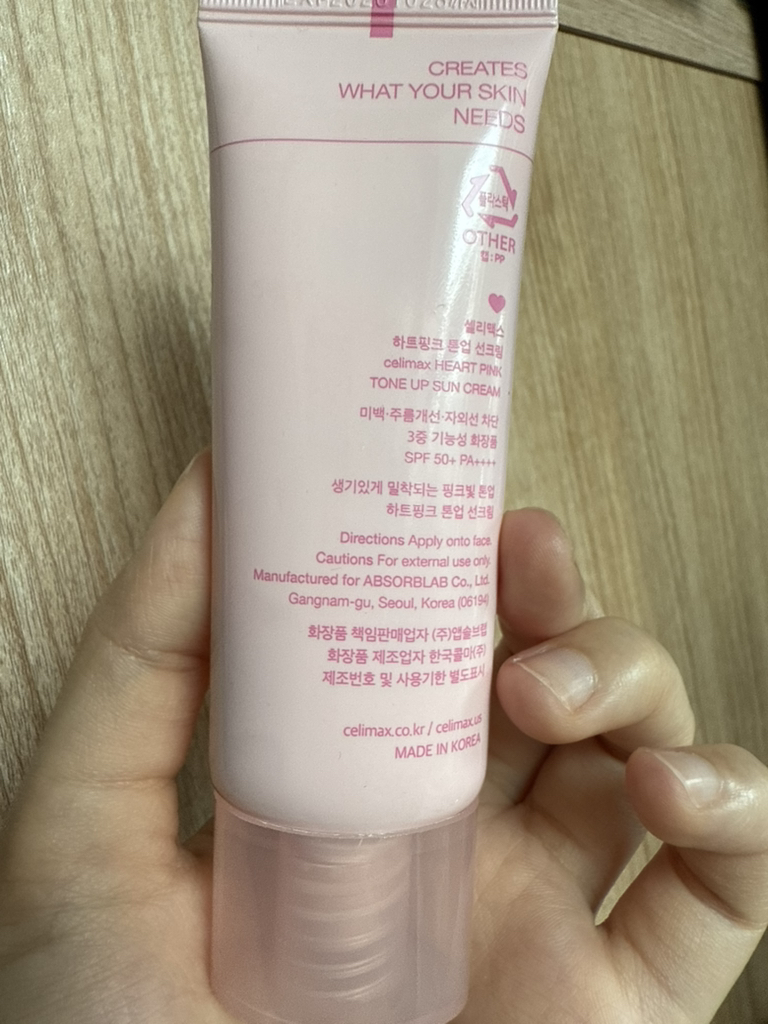 CREATES
WHAT YOUR SKIN
NEEDS
플라스틱
OTHER
캡:PP
셀리맥스
하트핑크 톤업 선크림
celimax HEART PINK
TONE UP SUN CREAM
미백·주름개선·자외선 차단
3중 기능성 화장품
SPF 50+ PA++++
생기있게 밀착되는 핑크빛 톤업
하트핑크 톤업 선크림
Directions Apply onto face.
Cautions For external use only.
Manufactured for ABSORBLAB Co., Ltd.
Gangnam-gu, Seoul, Korea (06194)
화장품 책임판매업자 (주)앱솔브랩
화장품 제조업자 한국콜마(주)
제조번호 및 사용기한 별도표시
celimax.co.kr / celimax.us
MADE IN KOREA